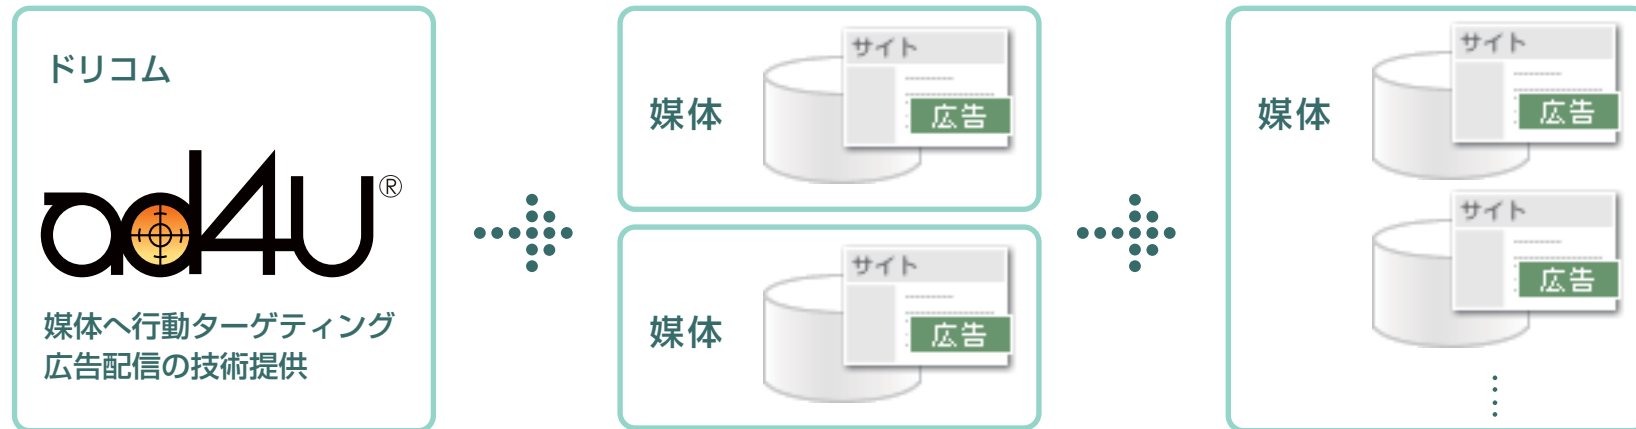 ドリコム
ad4U®
媒体へ行動ターゲティング
広告配信の技術提供
媒体
サイト
広告
媒体
サイト
広告
媒体
サイト
広告
サイト
広告